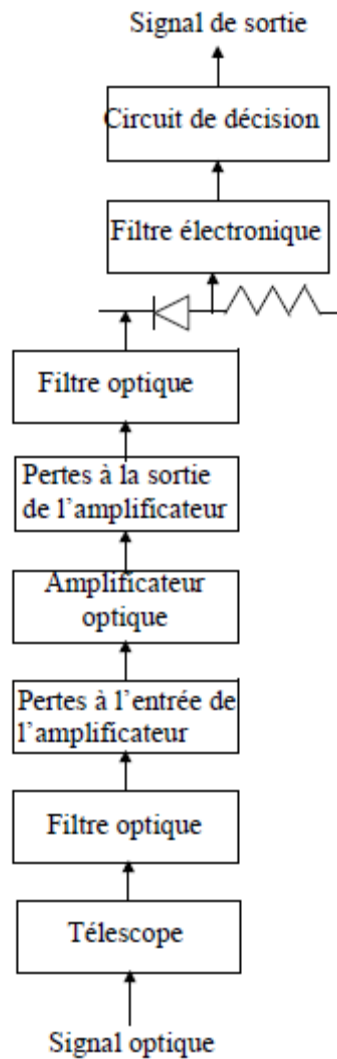 Signal de sortie
Circuit de décision
Filtre électronique
Filtre optique
Pertes à la sortie
de l'amplificateur
Amplificateur
optique
Pertes à l'entrée de
l'amplificateur
Filtre optique
Télescope
Signal optique